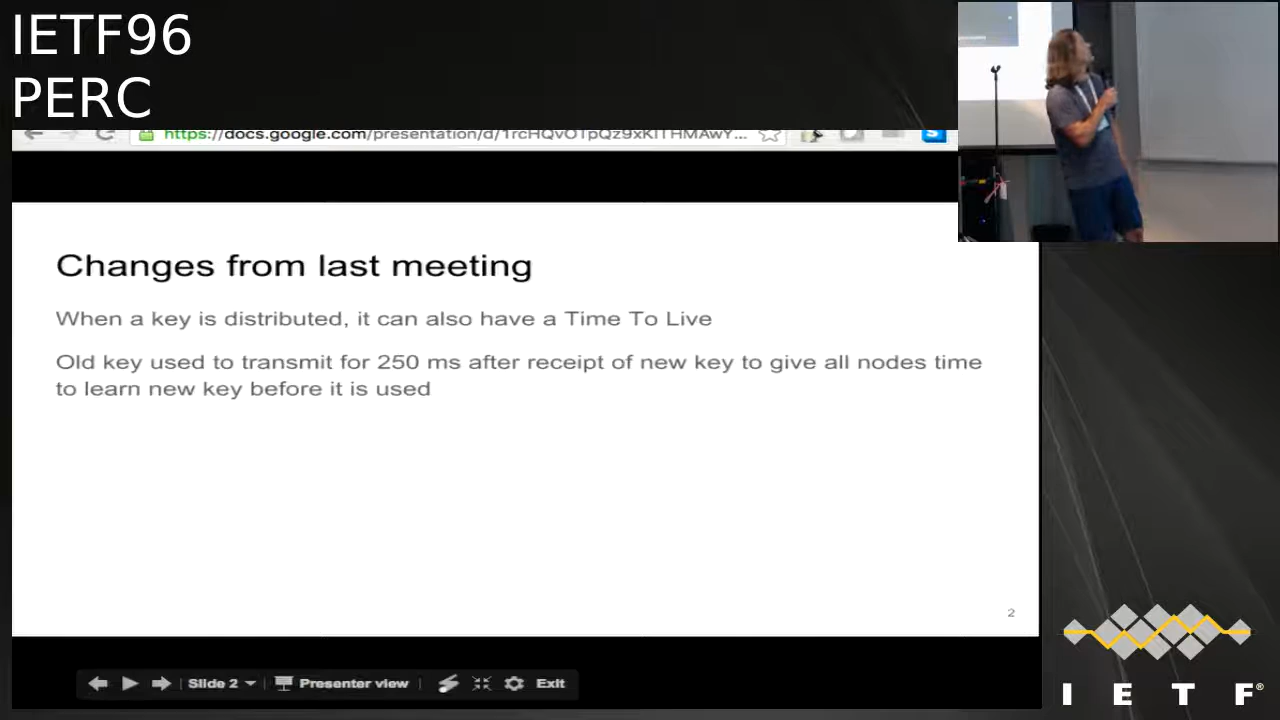 IETF96
PERC
https://docs.google.com/presentation/d/
Changes from last meeting
When a key is distributed, it can also have a Time To Live
Old key used to transmit for 250 ms after receipt of new key to give all nodes time
to learn new key before it is used
2
Slide 2
Presenter view
Exit
I E T F®